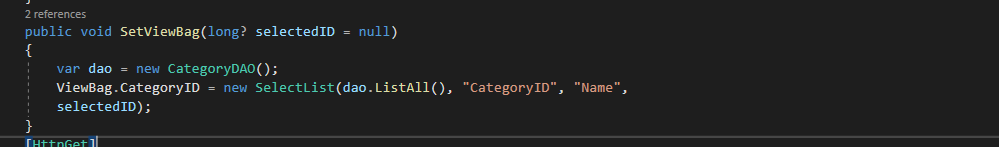 2 references
public void SetViewBag(long? selectedID = null)
{
var dao = new CategoryDAO();
ViewBag.CategoryID = new SelectList(dao.ListAll(), "CategoryID", "Name",
selectedID);
}
[HttpGet]